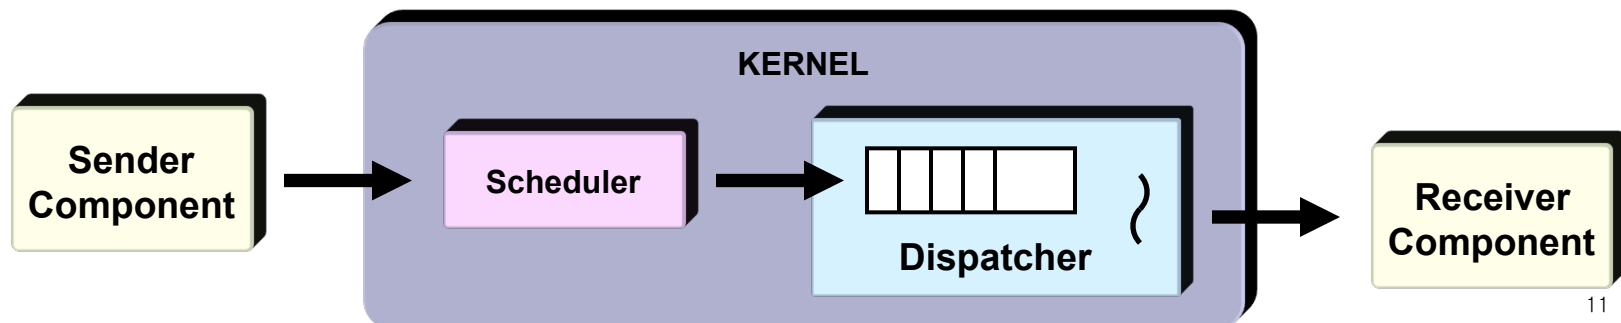 KERNEL
Sender
Component
Scheduler
Dispatcher
Receiver
Component
11